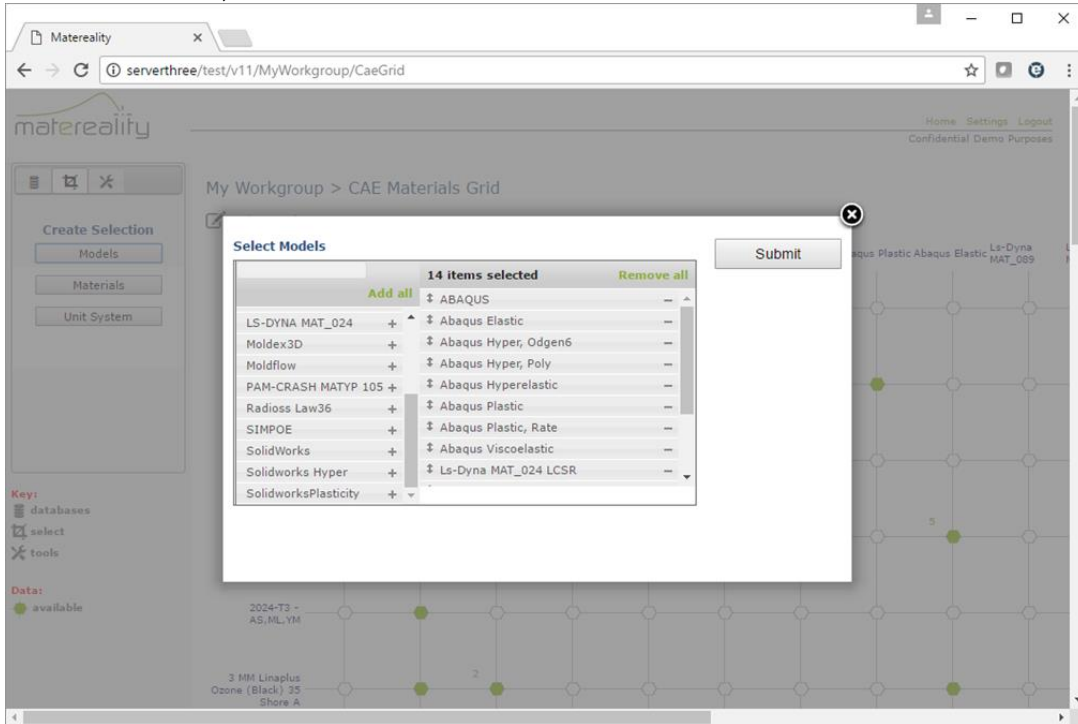 Matereality
serverthree/test/v11/MyWorkgroup/CaeGrid
matereality
Home Settings Logout
Confidential Demo Purposes
My Workgroup > CAE Materials Grid
Create Selection
Models
Materials
Unit System
Select Models
Submit
14 items selected Remove all
Add all
LS-DYNA MAT_024 +
Moldex3D +
Moldflow +
PAM-CRASH MATYP 105 +
Radioss Law36 +
SIMPOE +
SolidWorks +
Solidworks Hyper +
SolidworksPlasticity +
ABAQUS −
Abaqus Elastic −
Abaqus Hyper, Odgen6 −
Abaqus Hyper, Poly −
Abaqus Hyperelastic −
Abaqus Plastic −
Abaqus Plastic, Rate −
Abaqus Viscoelastic −
Ls-Dyna MAT_024 LCSR −
Plastic Abaqus Elastic Ls-Dyna
MAT_089
5
Key:
databases
select
tools
Data:
available
2024-T3 -
AS,ML,YM
2
3 MM Linaplus
Ozone (Black) 35
Shore A